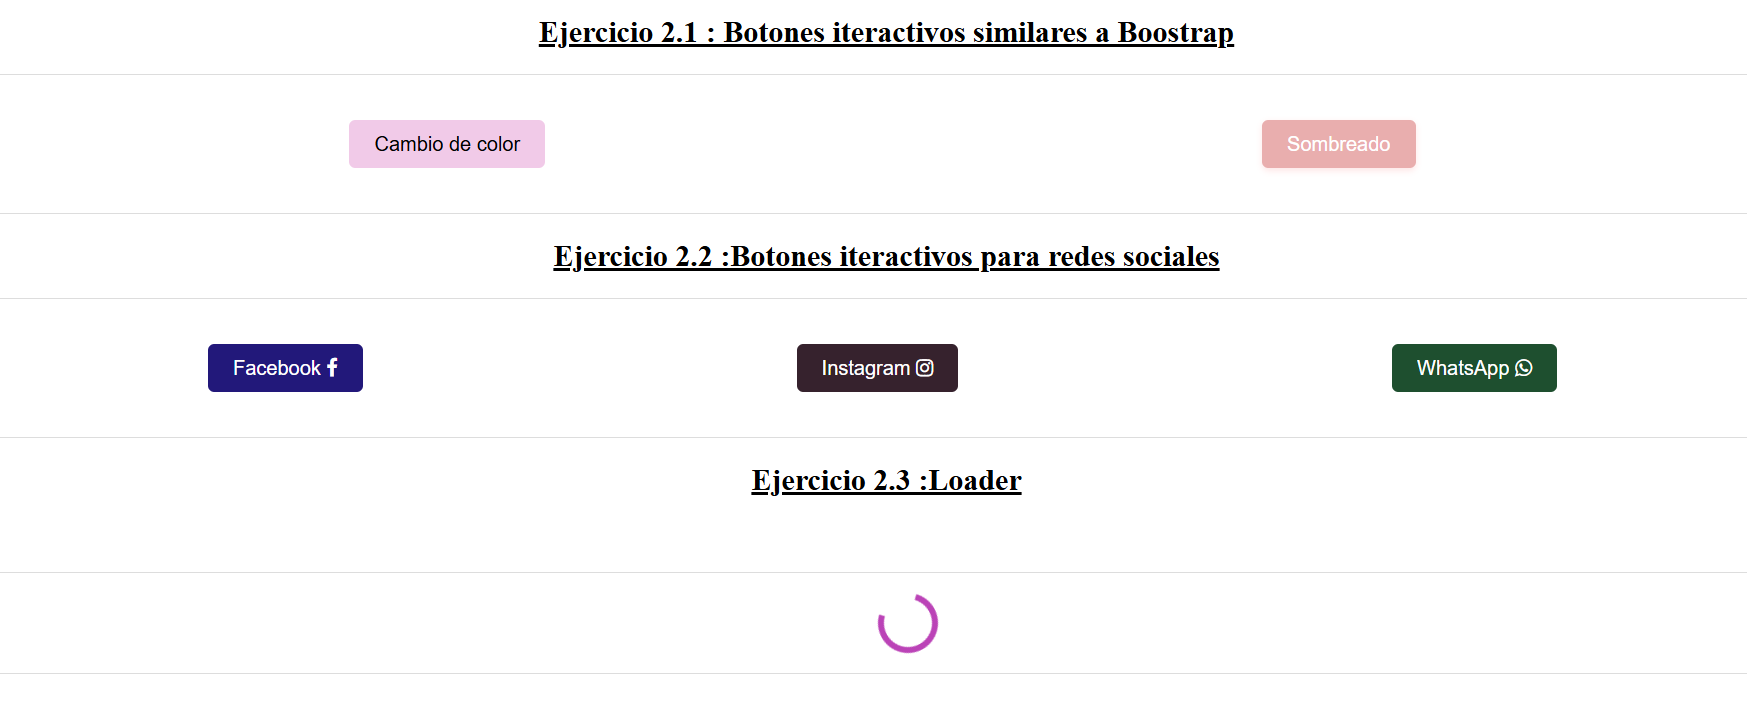 Ejercicio 2.1 : Botones iteractivos similares a Boostrap
Cambio de color
Sombreado
Ejercicio 2.2 :Botones iteractivos para redes sociales
Facebook
Instagram
WhatsApp
Ejercicio 2.3 :Loader